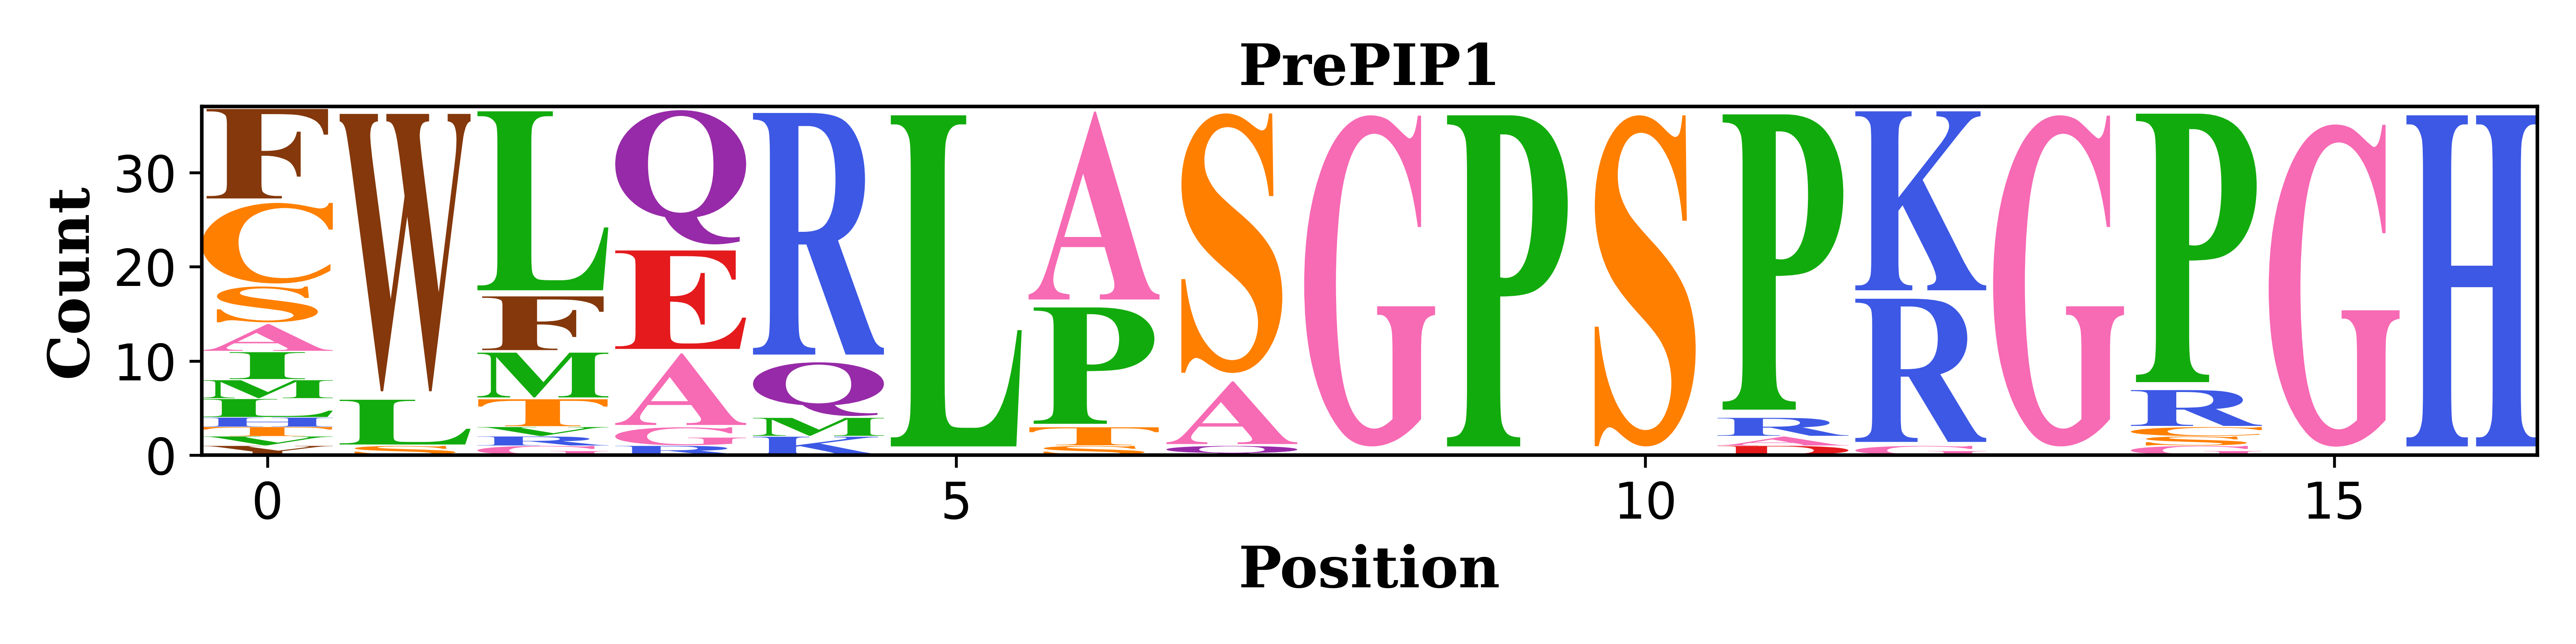 PrePIP1
Count
30
20
10
0
F W L Q R L A S G P S P K G P G H
C L F E Q P A R R R
S M A T
A T G M
I
M
L
0 5 10 15
Position